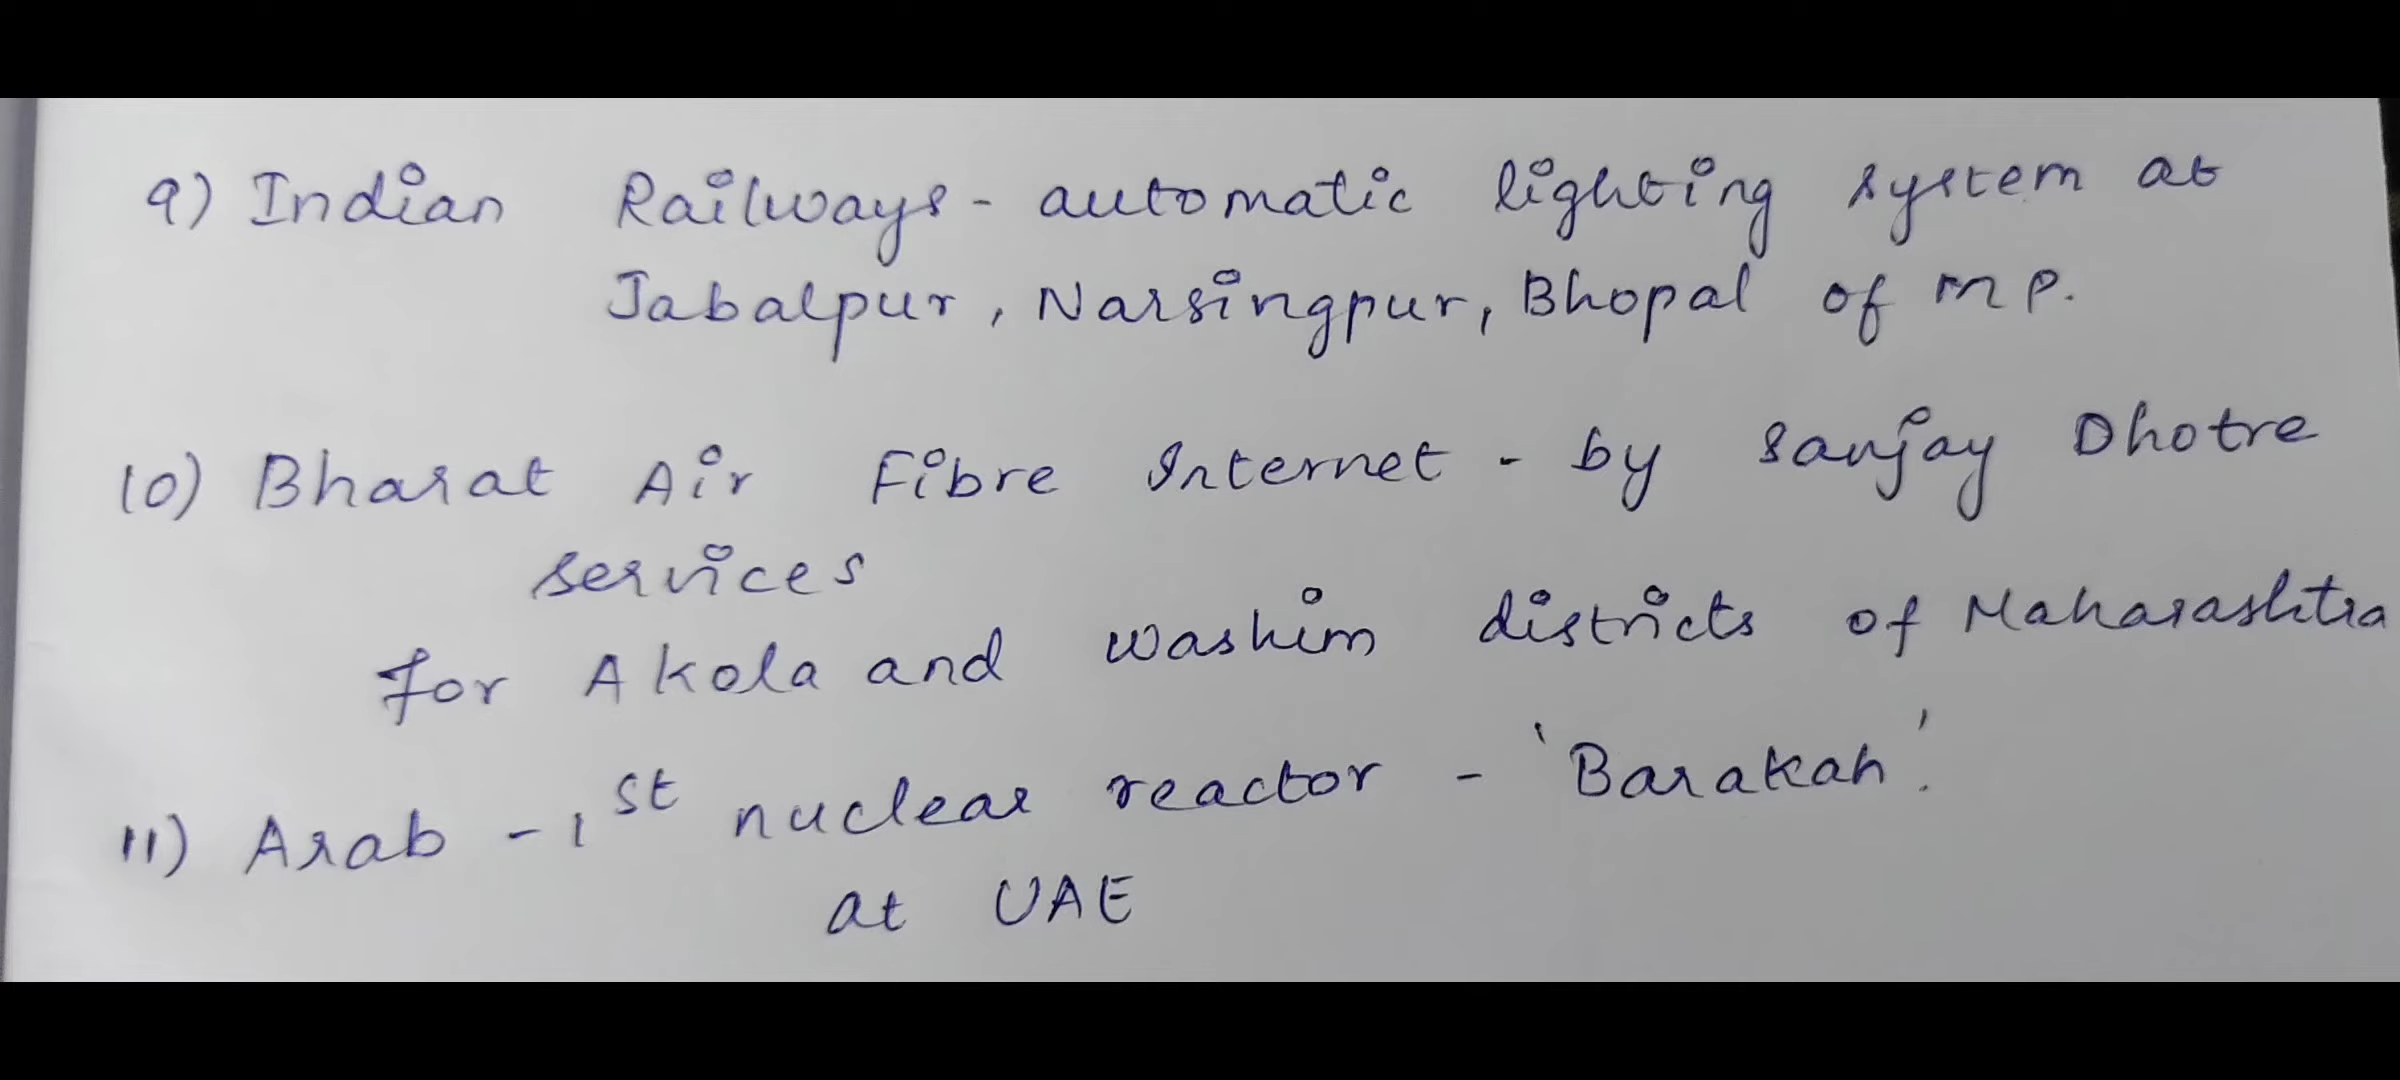 9) Indian Railways - automatic lighting system at
Jabalpur, Narsingpur, Bhopal of MP.
10) Bharat Air Fibre Internet - by Sanjay Dhotre
services
for Akola and washim districts of Maharashtra
11) Arab - 1st nuclear reactor - 'Barakah'.
at UAE